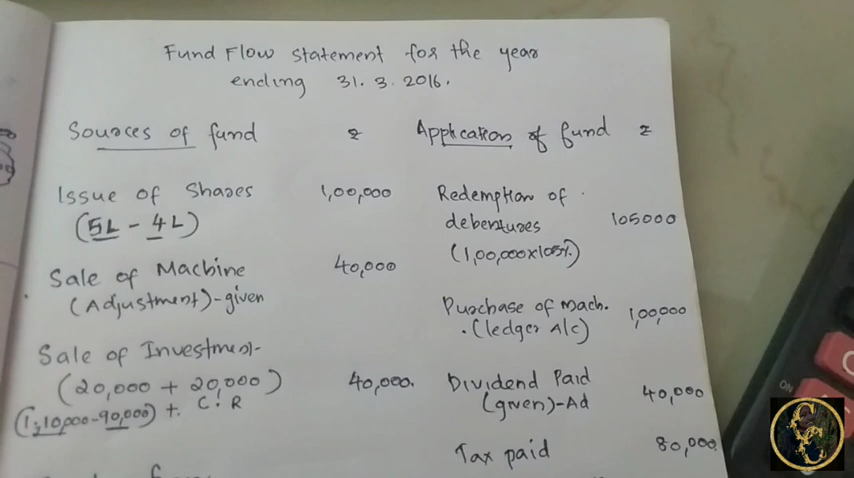 Fund Flow statement for the year
ending 31.3.2016.
Sources of fund ₹ Application of fund ₹
Issue of Shares 1,00,000
(5L - 4L)
Redemption of
debentures 105000
(1,00,000x105%)
Sale of Machine 40,000
(Adjustment)-given
Purchase of Mach. 1,00,000
(ledger A/c)
Sale of Investment
(20,000 + 20,000) 40,000.
(1,10,000-90,000) + C.R
Dividend Paid
(given)-Ad 40,000
Tax paid 80,000.
ON